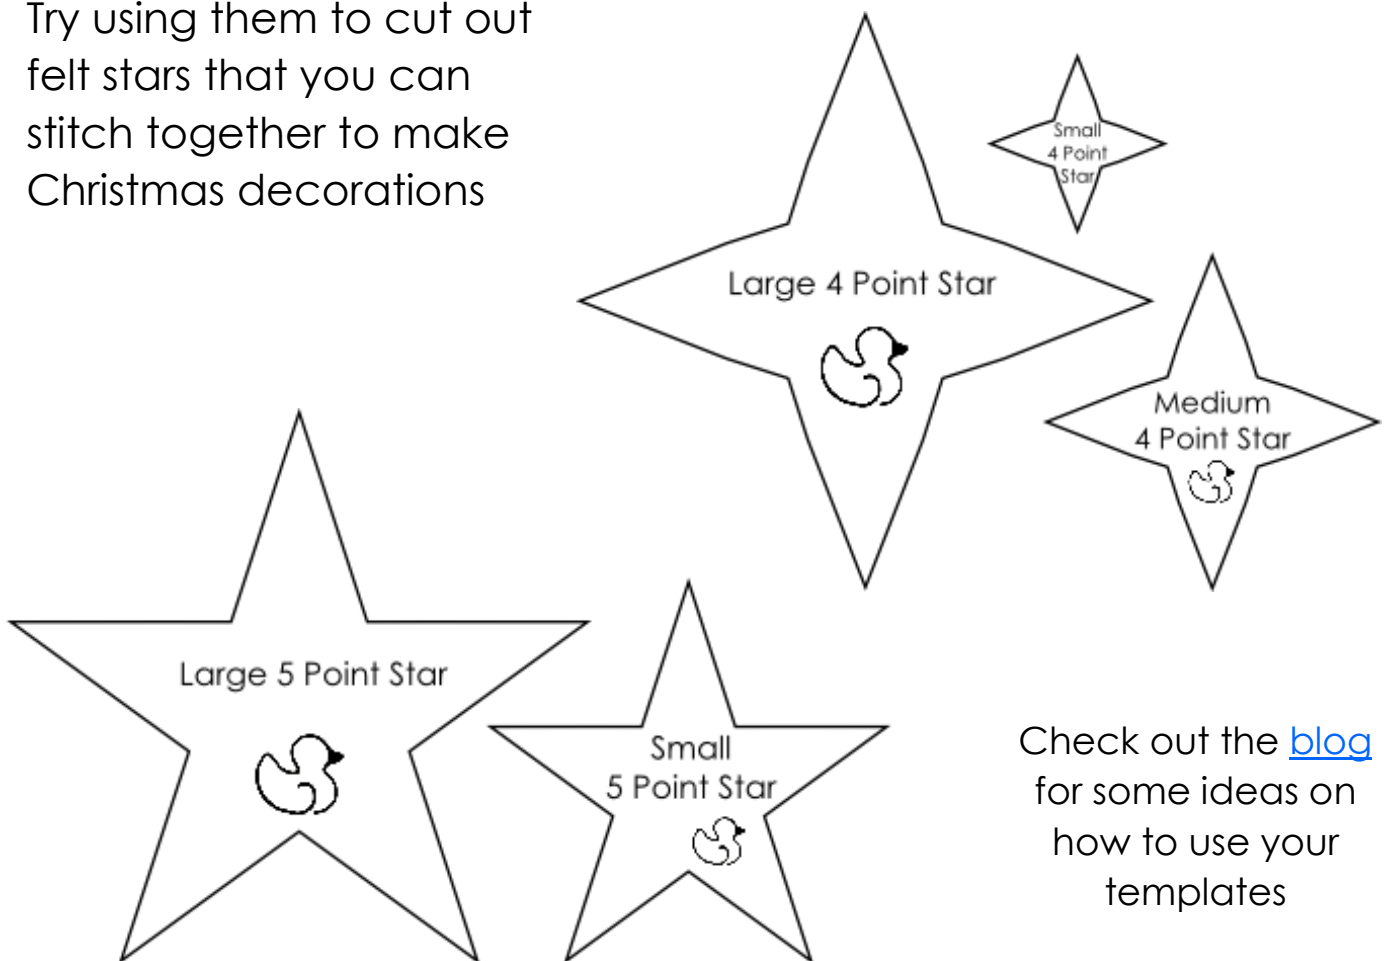 Try using them to cut out
felt stars that you can
stitch together to make
Christmas decorations
Small
4 Point
Star
Large 4 Point Star
Medium
4 Point Star
Large 5 Point Star
Small
5 Point Star
Check out the blog
for some ideas on
how to use your
templates